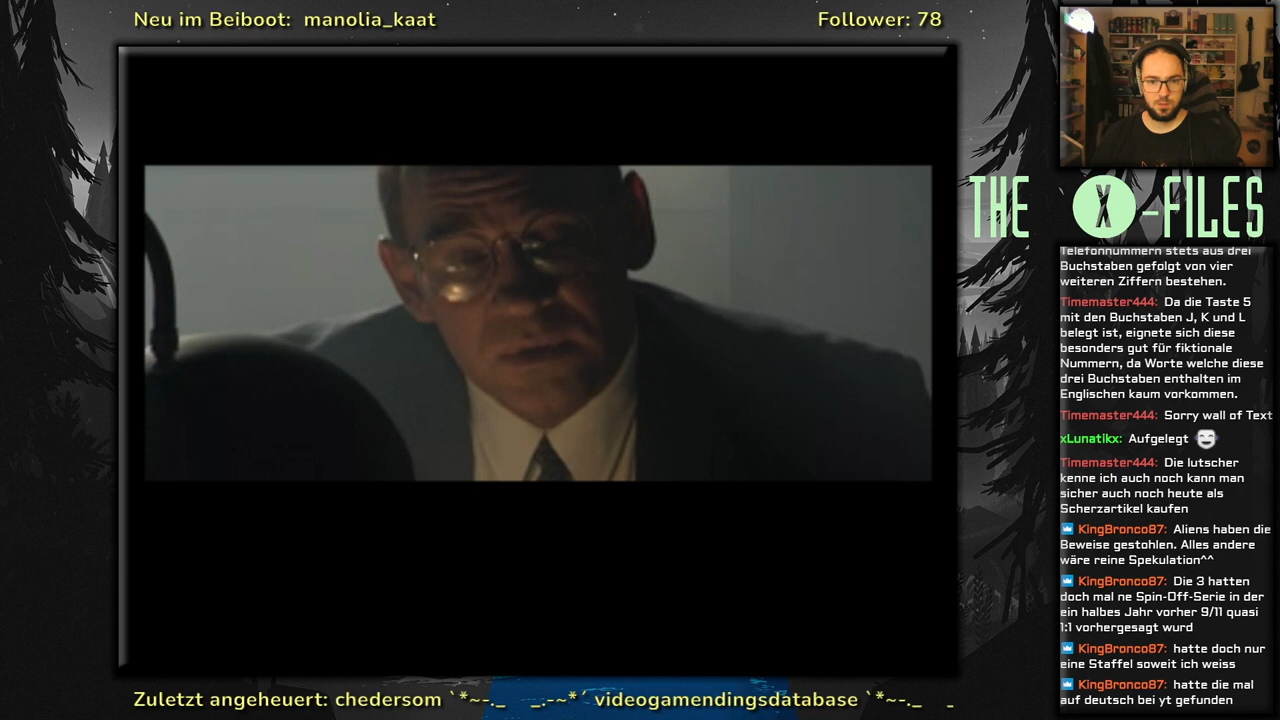 Neu im Beiboot: manolia_kaat
Follower: 78
THE X-FILES
Telefonnummern stets aus drei
Buchstaben gefolgt von vier
weiteren Ziffern bestehen.
Timemaster444: Da die Taste 5
mit den Buchstaben J, K und L
belegt ist, eignete sich diese
besonders gut für fiktionale
Nummern, da Worte welche diese
drei Buchstaben enthalten im
Englischen kaum vorkommen.
Timemaster444: Sorry wall of Text
xLunatikx: Aufgelegt
Timemaster444: Die lutscher
kenne ich auch noch kann man
sicher auch noch heute als
Scherzartikel kaufen
KingBronco87: Aliens haben die
Beweise gestohlen. Alles andere
wäre reine Spekulation^^
KingBronco87: Die 3 hatten
doch mal ne Spin-Off-Serie in der
ein halbes Jahr vorher 9/11 quasi
1:1 vorhergesagt wurd
KingBronco87: hatte doch nur
eine Staffel soweit ich weiss
KingBronco87: hatte die mal
auf deutsch bei yt gefunden
Zuletzt angeheuert: chedersom `*~-._ _.-~*´ videogamendingsdatabase `*~-._ _